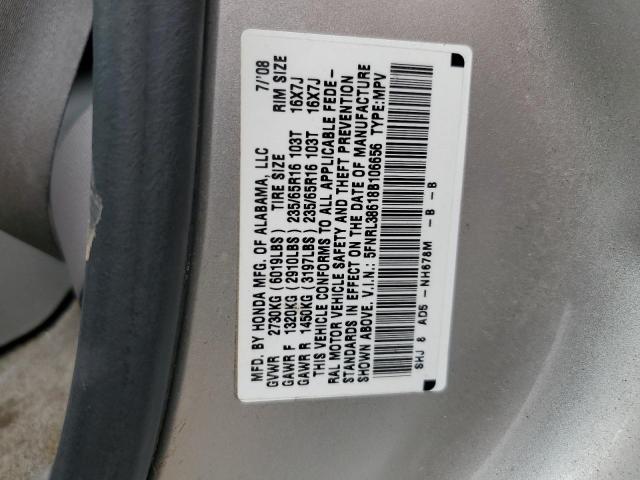 MFD. BY HONDA MFG. OF ALABAMA, LLC 7/'08
GVWR 2730KG (6019LBS) TIRE SIZE RIM SIZE
GAWR F 1320KG (2910LBS) 235/65R16 103T 16X7J
GAWR R 1450KG (3197LBS) 235/65R16 103T 16X7J
THIS VEHICLE CONFORMS TO ALL APPLICABLE FEDE-
RAL MOTOR VEHICLE SAFETY AND THEFT PREVENTION
STANDARDS IN EFFECT ON THE DATE OF MANUFACTURE
SHOWN ABOVE. V.I.N.: 5FNRL38618B106656 TYPE:MPV
SHJ 8 AD5 -NH678M - B - B